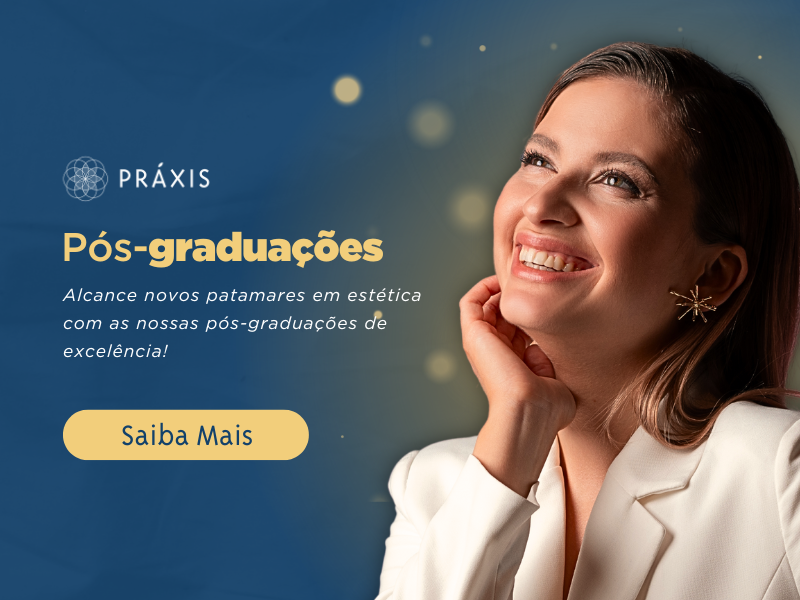 PRÁXIS
Pós-graduações
Alcance novos patamares em estética
com as nossas pós-graduações de
excelência!
Saiba Mais